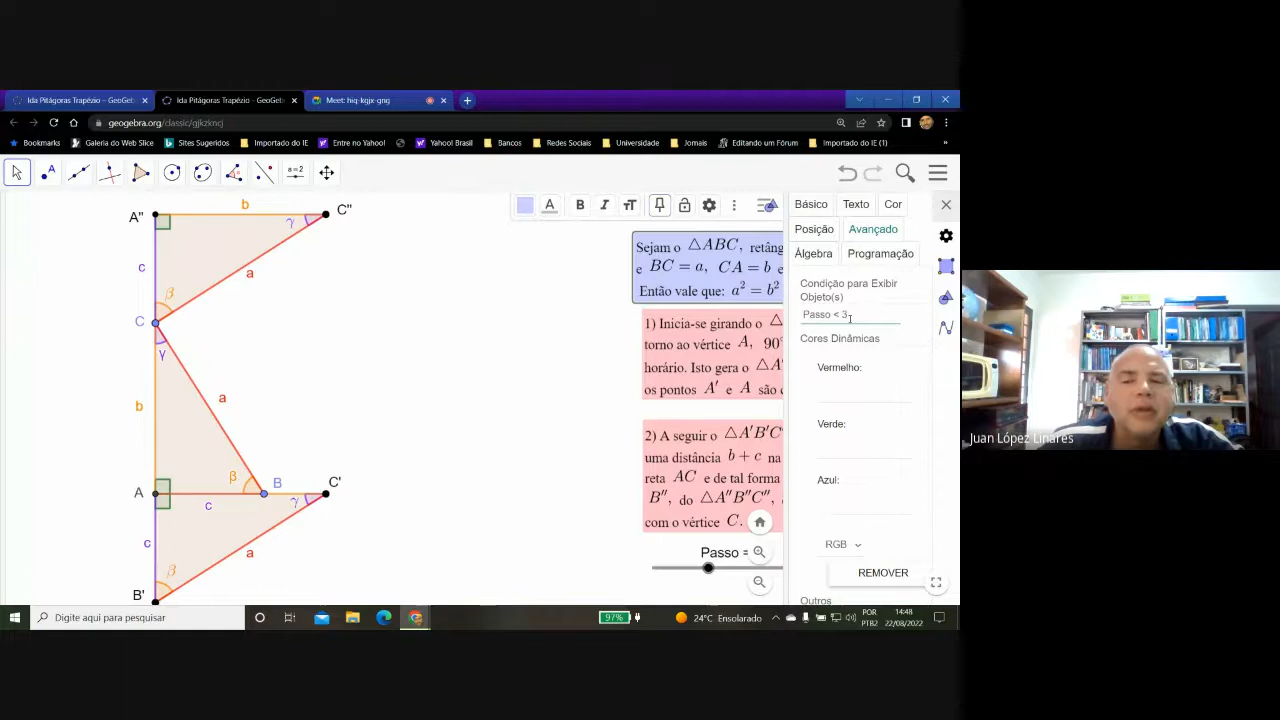 Ida Pitágoras Trapézio – GeoGeb
Ida Pitágoras Trapézio - GeoGeb
Meet: hiq-kgjx-gng
geogebra.org/classic/gjkzkncj
Bookmarks
Galeria do Web Slice
Sites Sugeridos
Importado do IE
Entre no Yahoo!
Yahoo! Brasil
Bancos
Redes Sociais
Universidade
Jornais
Editando um Fórum
Importado do IE (1)
»
A
a = 2
A B I TT
Básico Texto Cor
Posição Avançado
Álgebra Programação
Condição para Exibir
Objeto(s)
Passo < 3
Cores Dinâmicas
Vermelho:
Verde:
Azul:
RGB
REMOVER
Outros
A" b C"
γ
c
a
β
C
γ
a
b
β B
A C'
c γ
c
a
β
B'
Sejam o △ABC, retâng
e BC = a, CA = b e
Então vale que: a² = b²
1) Inicia-se girando o △
torno ao vértice A, 90°
horário. Isto gera o △A'
os pontos A' e A são c
2) A seguir o △A'B'C'
uma distância b + c na
reta AC e de tal forma
B'', do △A''B''C'',
com o vértice C.
Passo =
Juan López Linares
Digite aqui para pesquisar
97%
24°C Ensolarado
POR
PTB2
14:48
22/08/2022